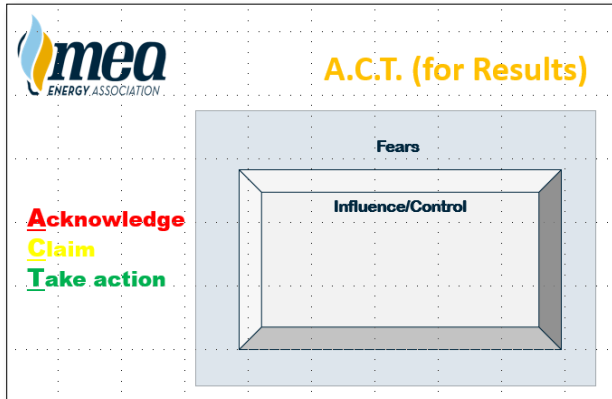 mea
ENERGY ASSOCIATION
A.C.T. (for Results)
Fears
Influence/Control
Acknowledge
Claim
Take action